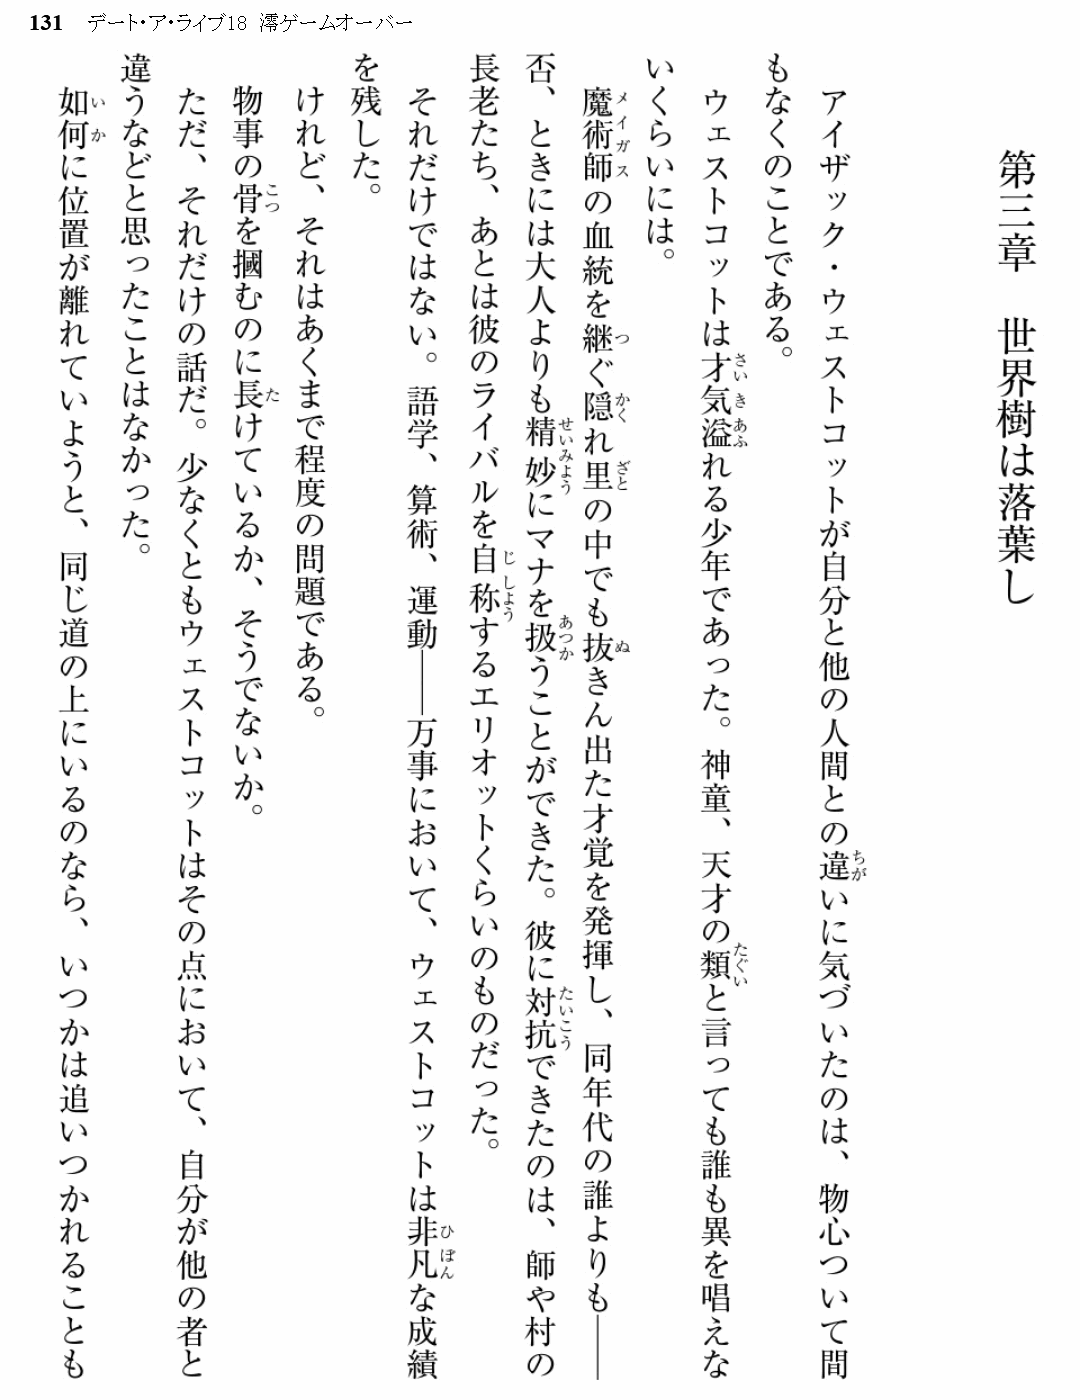 131 デート・ア・ライブ18 澪ゲームオーバー
第三章 世界樹は落葉し
アイザック・ウェストコットが自分と他の人間との違いに気づいたのは、物心ついて間
もなくのことである。
ウェストコットは才気溢れる少年であった。神童、天才の類と言っても誰も異を唱えな
いくらいには。
魔術師の血統を継ぐ隠れ里の中でも抜きん出た才覚を発揮し、同年代の誰よりも――
否、ときには大人よりも精妙にマナを扱うことができた。彼に対抗できたのは、師や村の
長老たち、あとは彼のライバルを自称するエリオットくらいのものだった。
それだけではない。語学、算術、運動――万事において、ウェストコットは非凡な成績
を残した。
けれど、それはあくまで程度の問題である。
物事の骨を摑むのに長けているか、そうでないか。
ただ、それだけの話だ。少なくともウェストコットはその点において、自分が他の者と
違うなどと思ったことはなかった。
如何に位置が離れていようと、同じ道の上にいるのなら、いつかは追いつかれることも